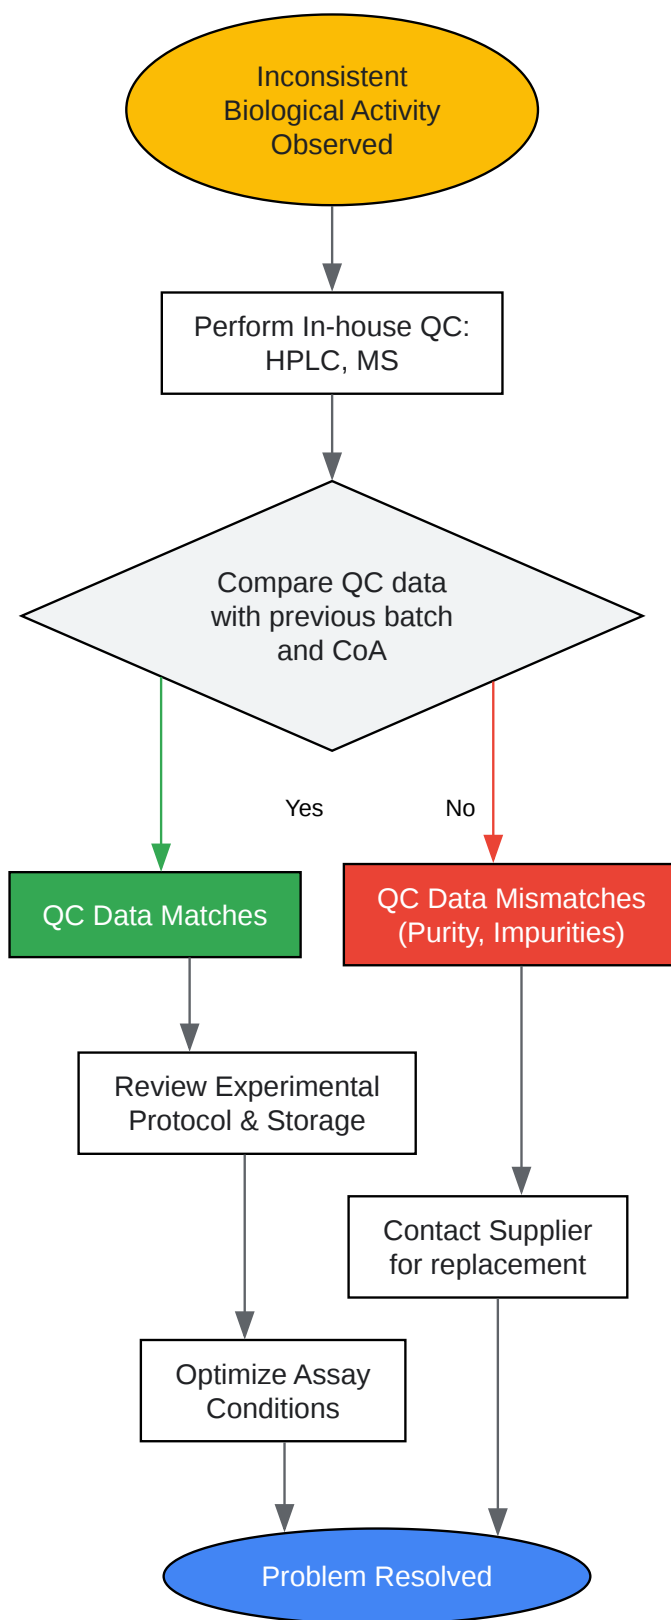 Inconsistent
Biological Activity
Observed
Perform In-house QC:
HPLC, MS
Compare QC data
with previous batch
and CoA
Yes
No
QC Data Matches
QC Data Mismatches
(Purity, Impurities)
Review Experimental
Protocol & Storage
Contact Supplier
for replacement
Optimize Assay
Conditions
Problem Resolved